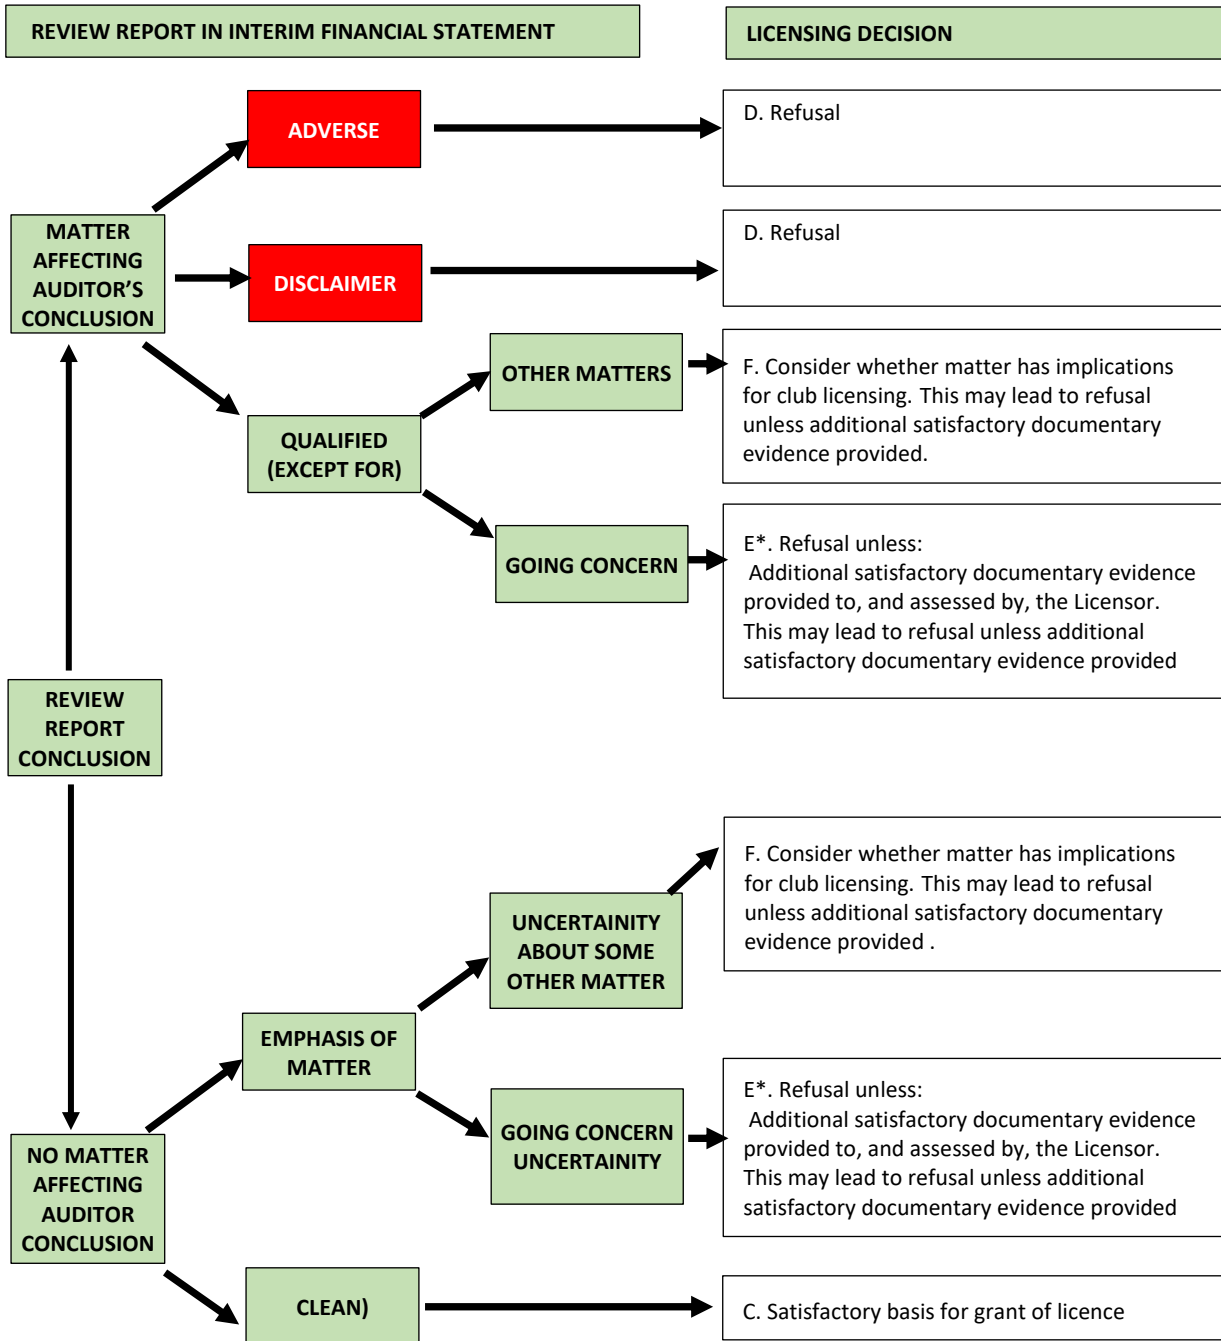 REVIEW REPORT IN INTERIM FINANCIAL STATEMENT
LICENSING DECISION
ADVERSE
D. Refusal
MATTER
AFFECTING
AUDITOR’S
CONCLUSION
DISCLAIMER
D. Refusal
OTHER MATTERS
F. Consider whether matter has implications
for club licensing. This may lead to refusal
unless additional satisfactory documentary
evidence provided.
QUALIFIED
(EXCEPT FOR)
GOING CONCERN
E*. Refusal unless:
Additional satisfactory documentary evidence
provided to, and assessed by, the Licensor.
This may lead to refusal unless additional
satisfactory documentary evidence provided
REVIEW
REPORT
CONCLUSION
F. Consider whether matter has implications
for club licensing. This may lead to refusal
unless additional satisfactory documentary
evidence provided .
UNCERTAINITY
ABOUT SOME
OTHER MATTER
EMPHASIS OF
MATTER
GOING CONCERN
UNCERTAINITY
E*. Refusal unless:
Additional satisfactory documentary evidence
provided to, and assessed by, the Licensor.
This may lead to refusal unless additional
satisfactory documentary evidence provided
NO MATTER
AFFECTING
AUDITOR
CONCLUSION
CLEAN)
C. Satisfactory basis for grant of licence